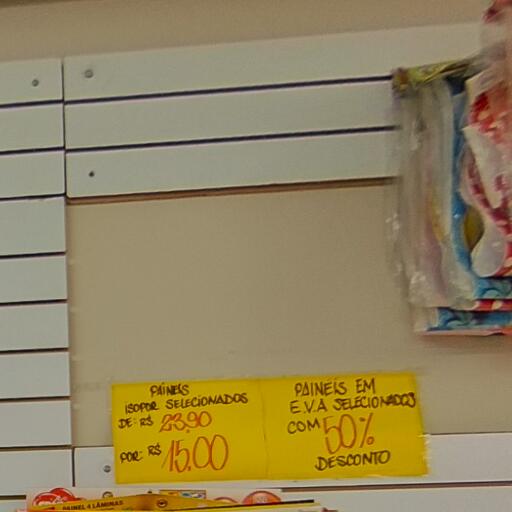 PAINEIS
ISOPOR SELECIONADOS
DE: R$ 23,90
POR: R$ 15,00
PAINEIS EM
E.V.A SELECIONADOS
COM 50%
DESCONTO
PAINEL 4 LÂMINAS